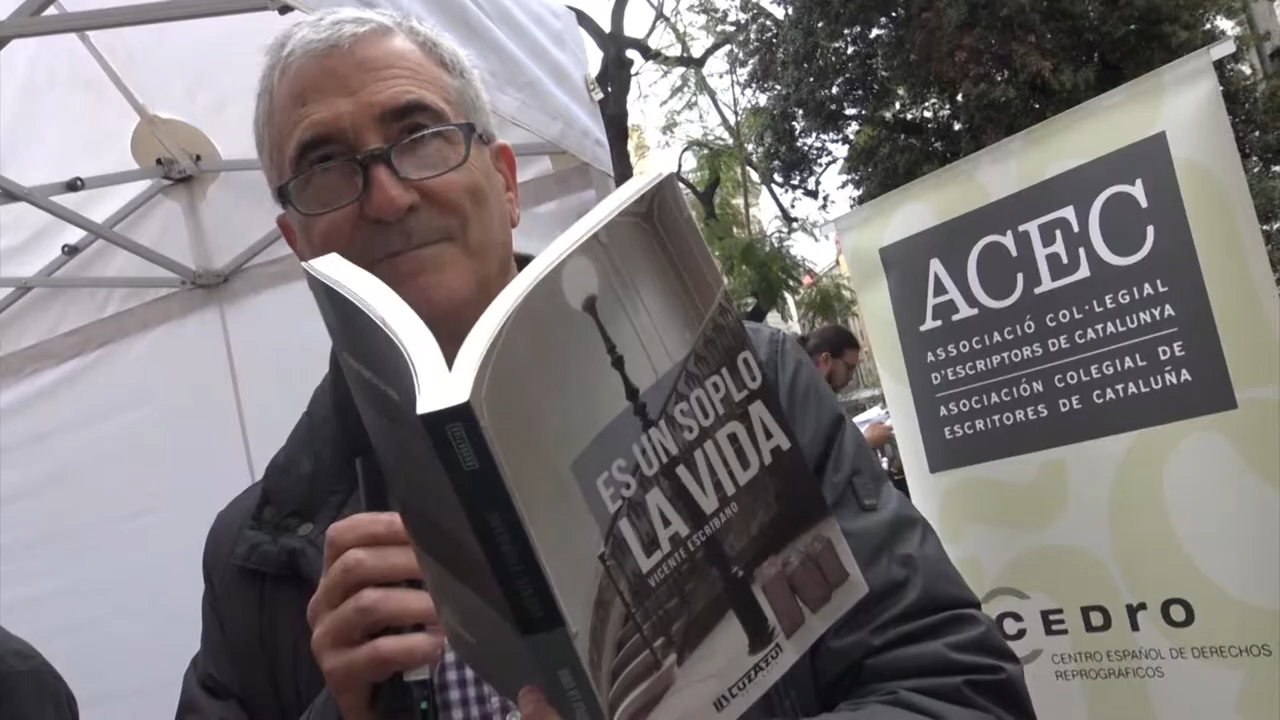 ES UN SOPLO
LA VIDA
VICENTE ESCRIBANO
ACEC
ASSOCIACIÓ COL·LEGIAL
D'ESCRIPTORS DE CATALUNYA
ASOCIACIÓN COLEGIAL DE
ESCRITORES DE CATALUÑA
CEDrO
CENTRO ESPAÑOL DE DERECHOS
REPROGRÁFICOS